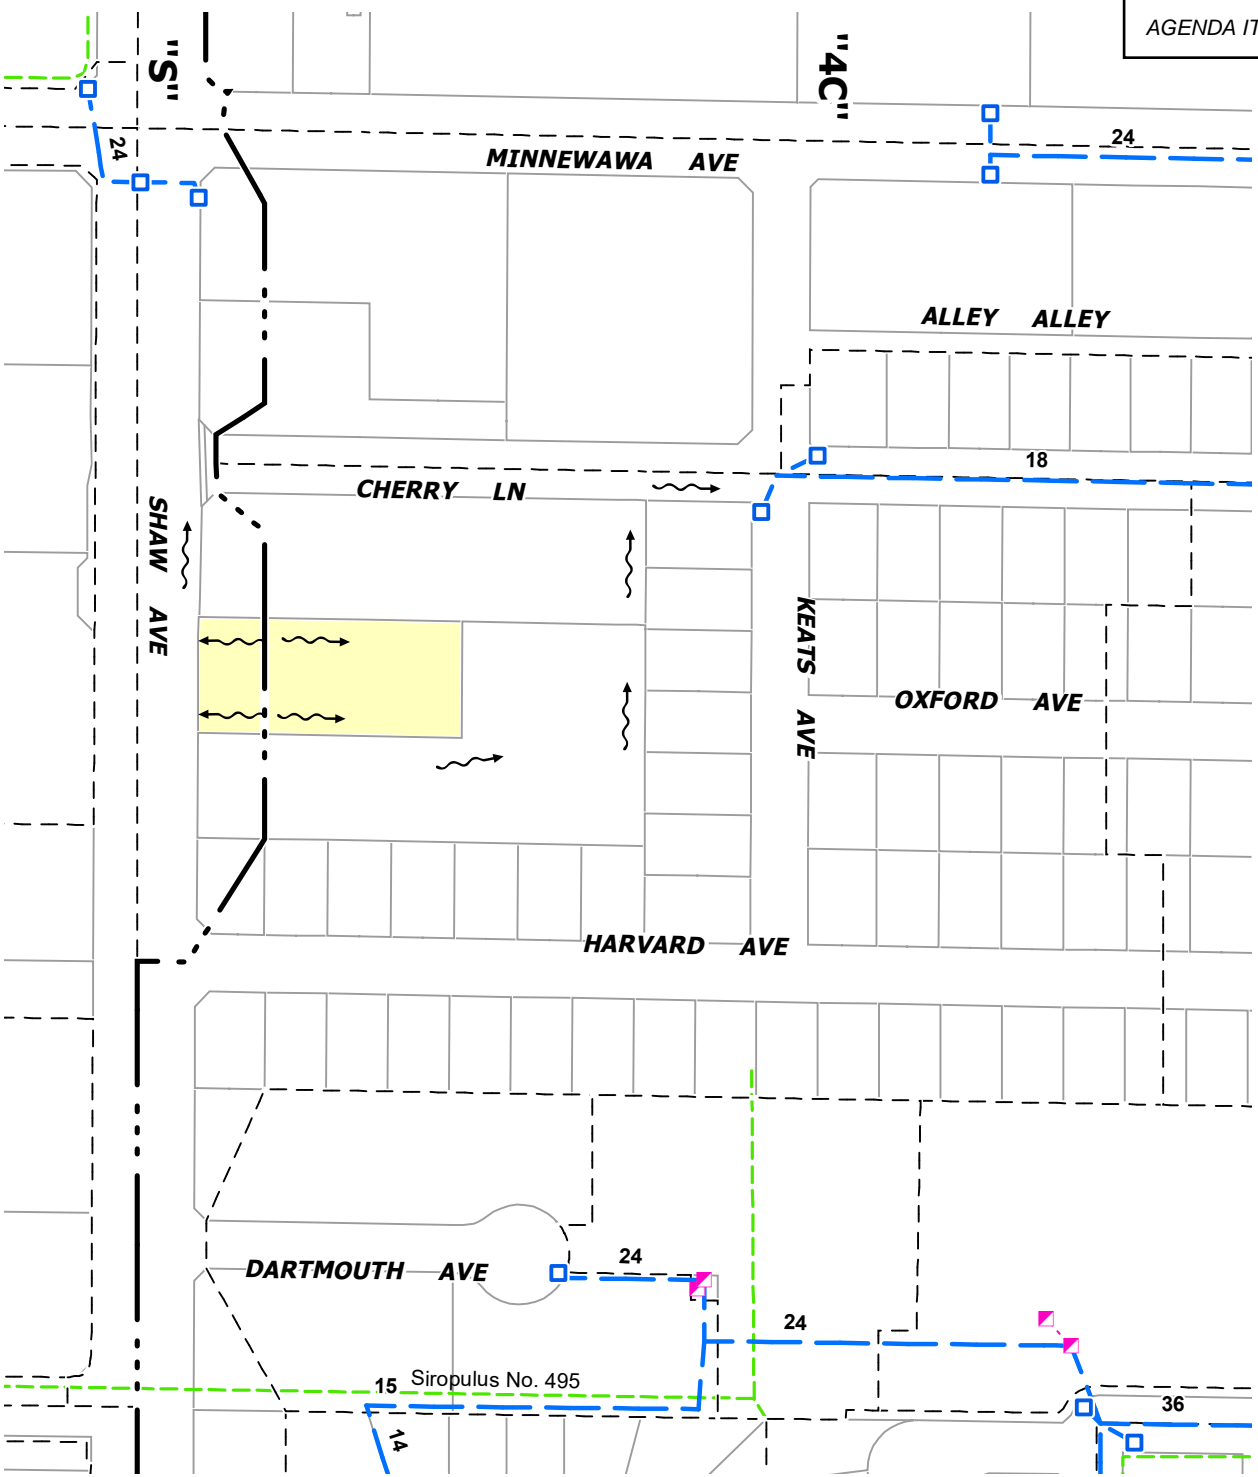 AGENDA IT
"S"
"4C"
24
24
MINNEWAWA AVE
ALLEY ALLEY
18
CHERRY LN
SHAW AVE
KEATS AVE
OXFORD AVE
HARVARD AVE
DARTMOUTH AVE
24
24
15
Siropulus No. 495
36
14